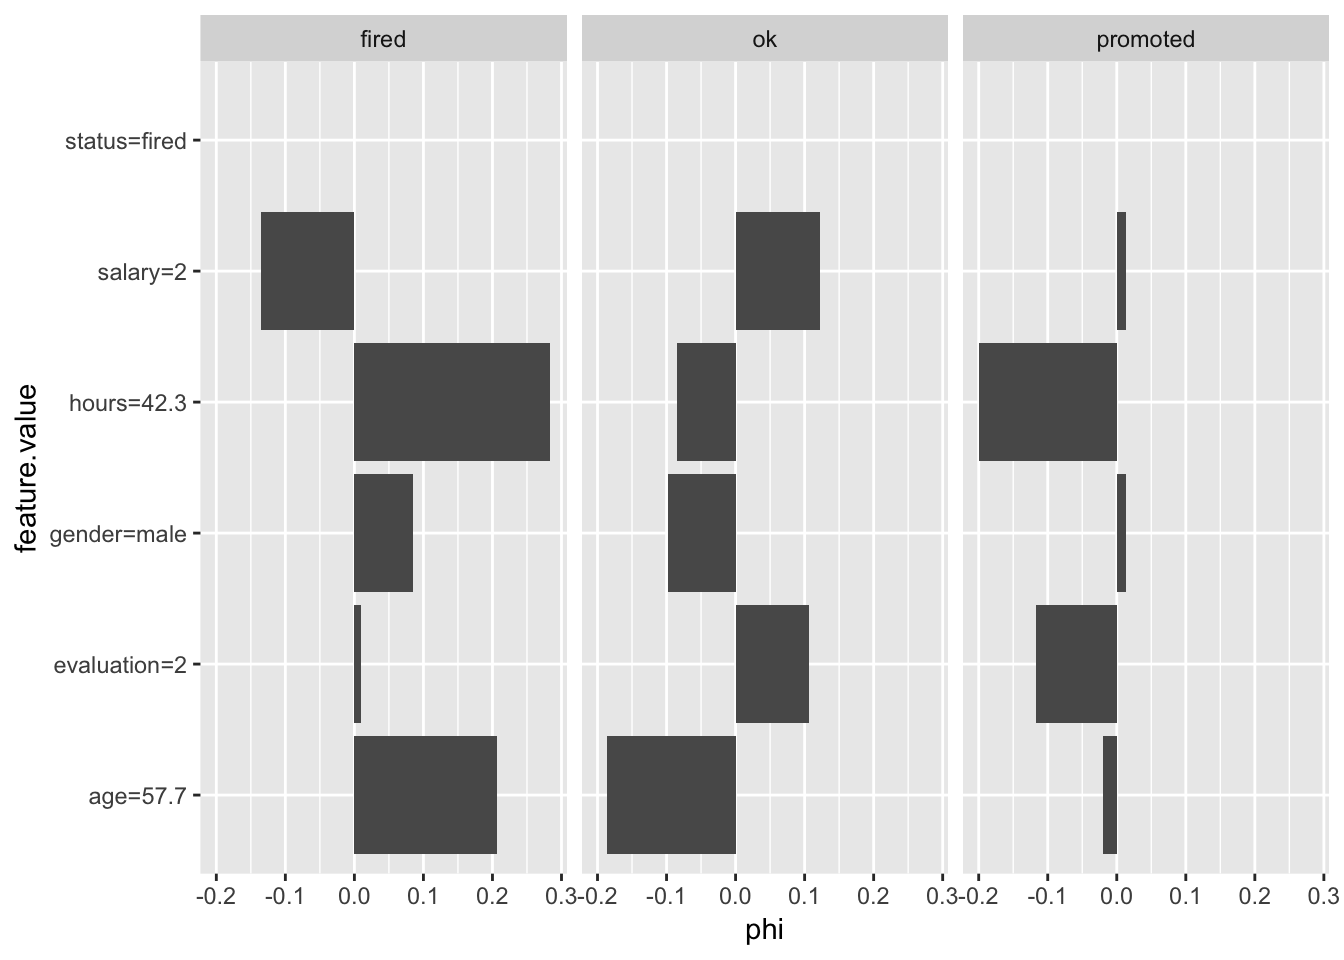 fired ok promoted
status=fired
salary=2
hours=42.3
gender=male
evaluation=2
age=57.7
feature.value
-0.2 -0.1 0.0 0.1 0.2 0.3 -0.2 -0.1 0.0 0.1 0.2 0.3 -0.2 -0.1 0.0 0.1 0.2 0.3
phi